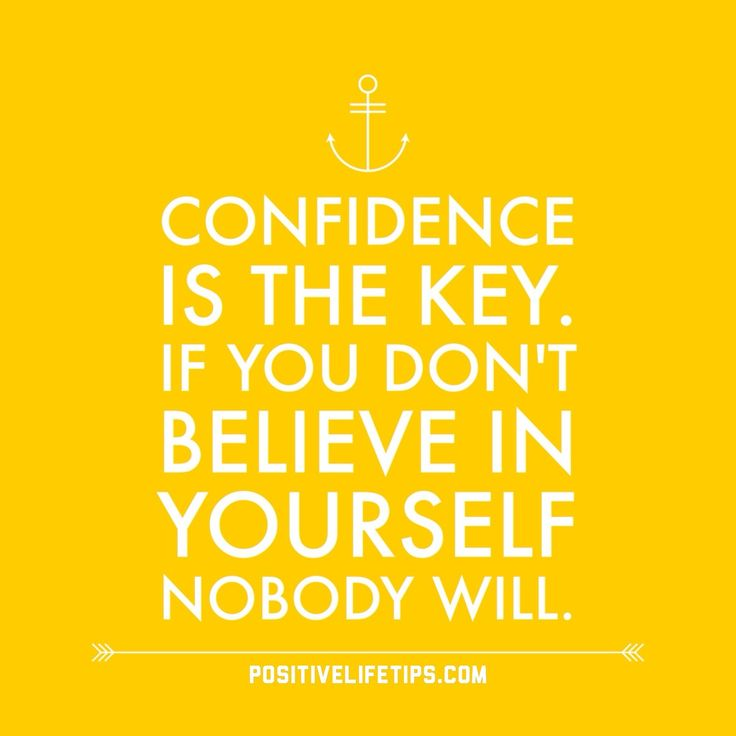 CONFIDENCE
IS THE KEY.
IF YOU DON'T
BELIEVE IN
YOURSELF
NOBODY WILL.
POSITIVELIFETIPS.COM